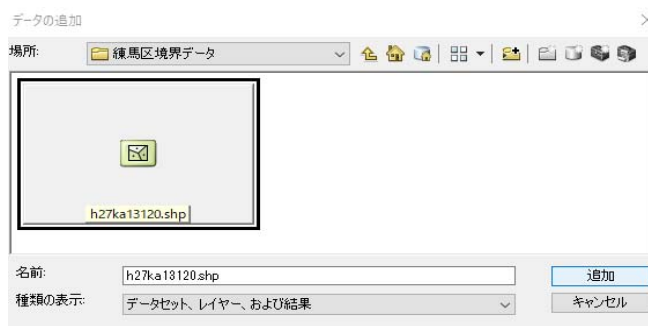 データの追加
場所: 練馬区境界データ
h27ka13120.shp
名前: h27ka13120.shp 追加
種類の表示: データセット、レイヤー、および結果 キャンセル